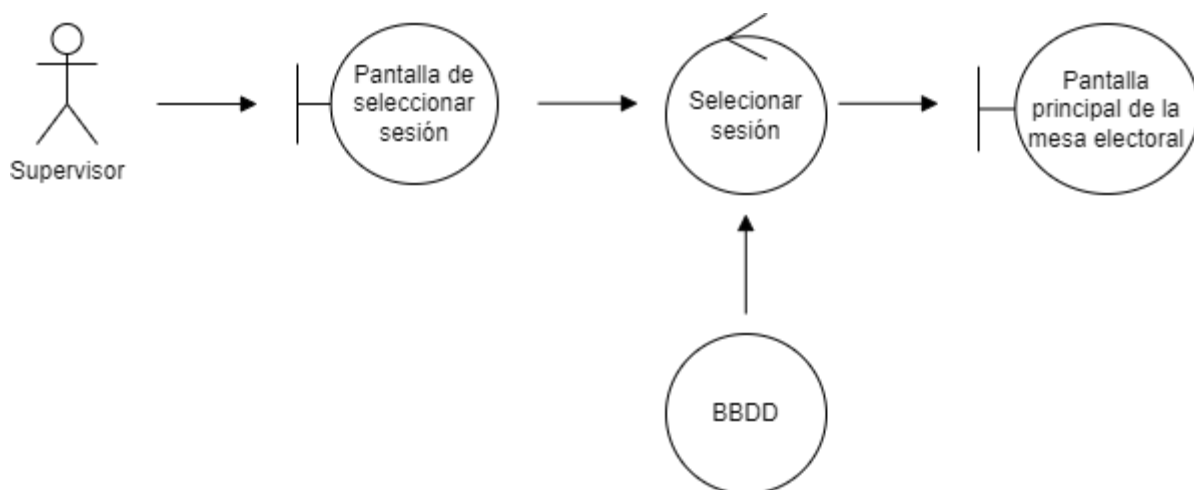 Supervisor
Pantalla de
seleccionar
sesión
Selecionar
sesión
Pantalla
principal de la
mesa electoral
BBDD